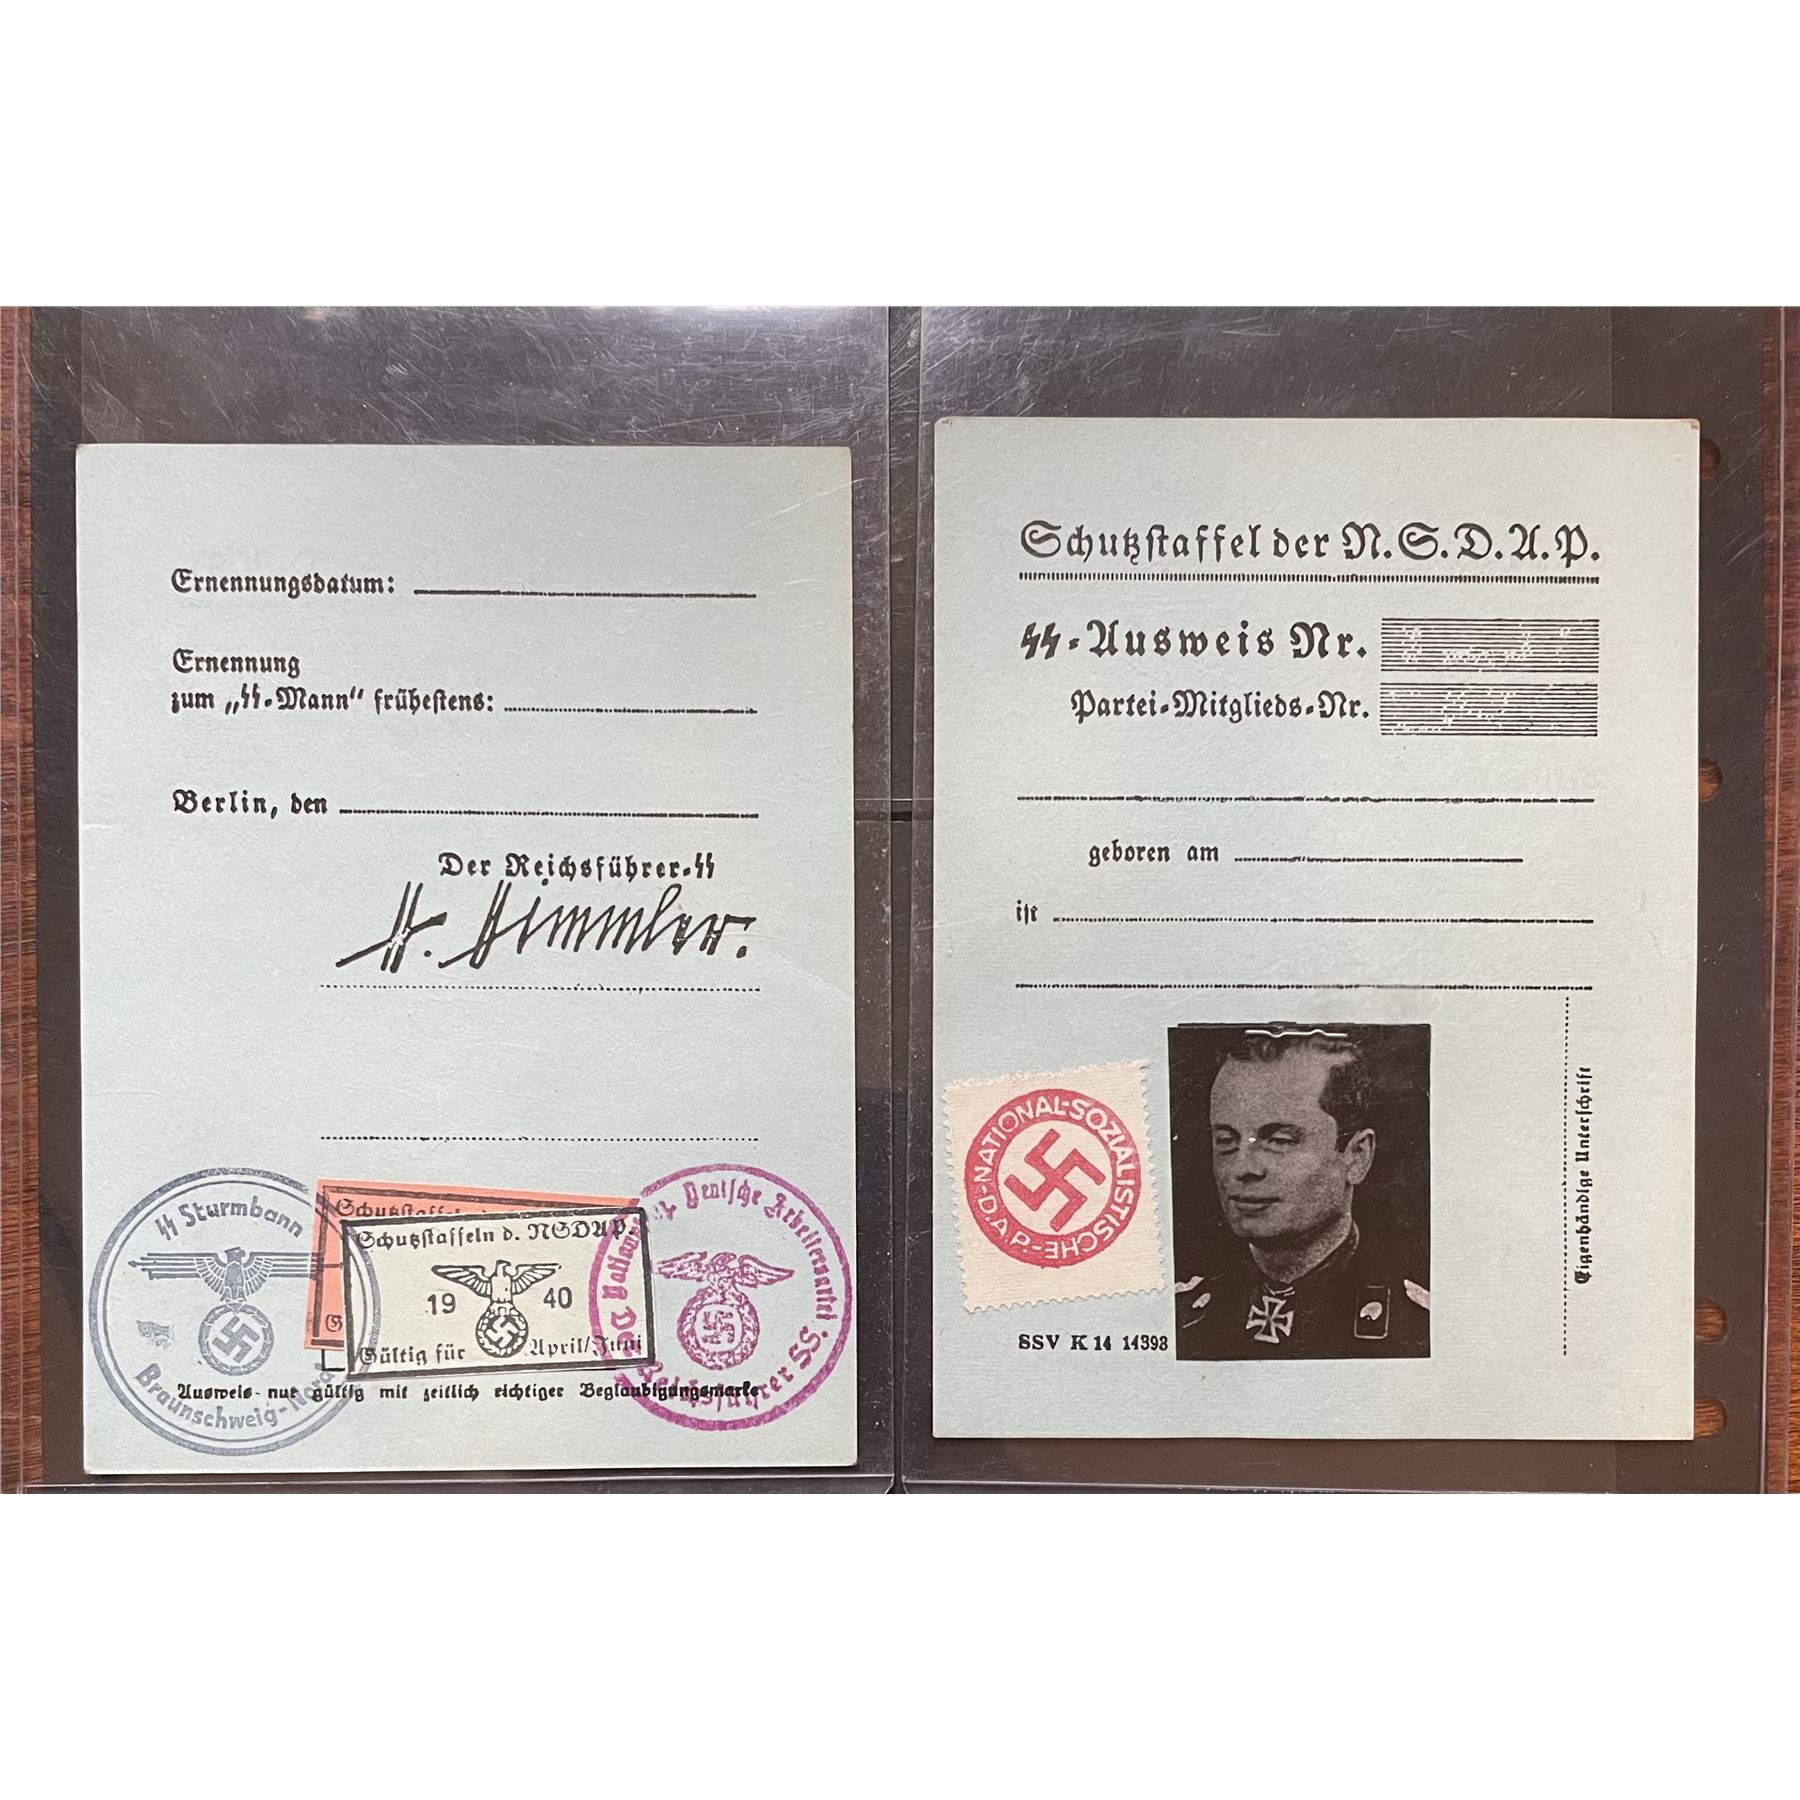 Ernennungsdatum:
Ernennung
zum „SS-Mann“ frühestens:
Berlin, den
Der Reichsführer-SS
H. Himmler.
SS Sturmbann
Braunschweig-Nord
Schutzstaffeln d. NSDAP.
19 40
Gültig für April/Juni
Deutsche Arbeiterpartei
SS
Reichsführer
Ausweis nur gültig mit zeitlich richtiger Beglaubigungsmarke
Schutzstaffel der N.S.D.A.P.
SS-Ausweis Nr.
Partei-Mitglieds-Nr.
geboren am
ist
NATIONAL-SOZIALISTISCHE-D.A.P.
SSV K 14 14393
Eigenhändige Unterschrift